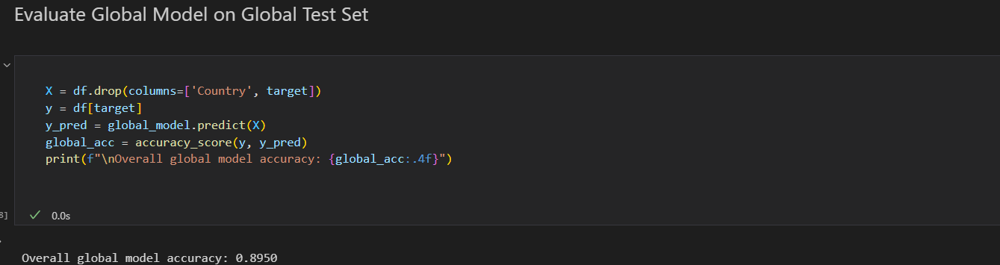 Evaluate Global Model on Global Test Set
X = df.drop(columns=['Country', target])
y = df[target]
y_pred = global_model.predict(X)
global_acc = accuracy_score(y, y_pred)
print(f"\nOverall global model accuracy: {global_acc:.4f}")
8] 0.0s
Overall global model accuracy: 0.8950